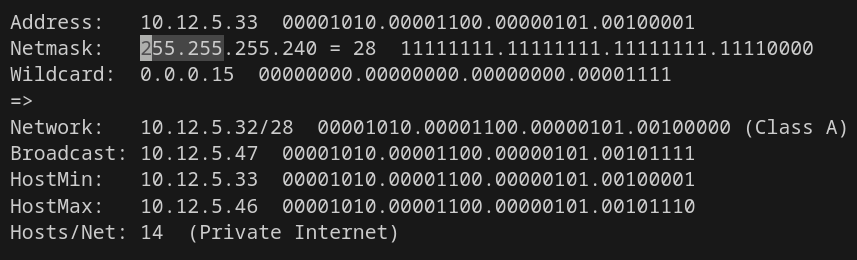 Address:   10.12.5.33  00001010.00001100.00000101.00100001
Netmask:   255.255.255.240 = 28  11111111.11111111.11111111.11110000
Wildcard:  0.0.0.15  00000000.00000000.00000000.00001111
=>
Network:   10.12.5.32/28  00001010.00001100.00000101.00100000 (Class A)
Broadcast: 10.12.5.47  00001010.00001100.00000101.00101111
HostMin:   10.12.5.33  00001010.00001100.00000101.00100001
HostMax:   10.12.5.46  00001010.00001100.00000101.00101110
Hosts/Net: 14  (Private Internet)